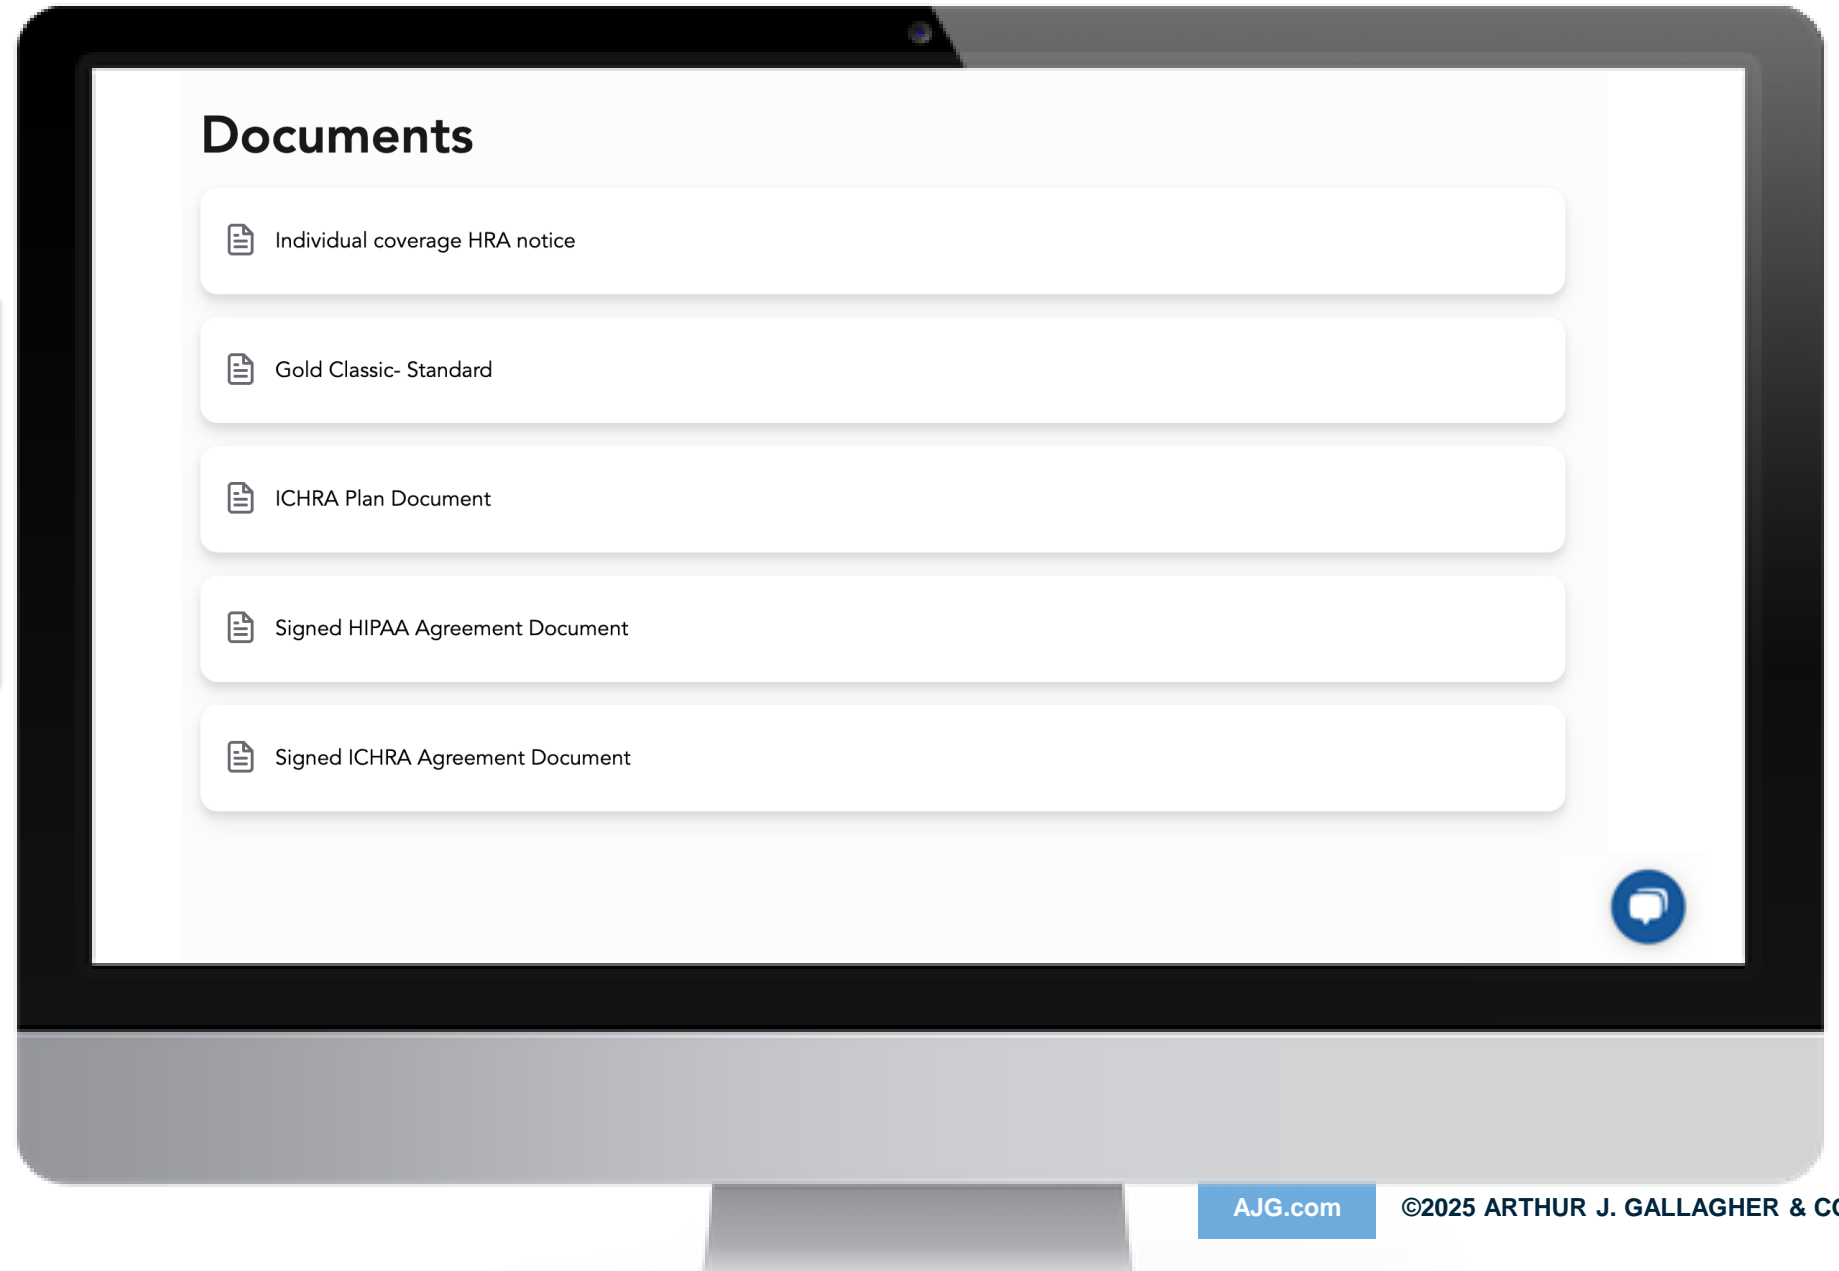 Documents
Individual coverage HRA notice
Gold Classic- Standard
ICHRA Plan Document
Signed HIPAA Agreement Document
Signed ICHRA Agreement Document
AJG.com
©2025 ARTHUR J. GALLAGHER &